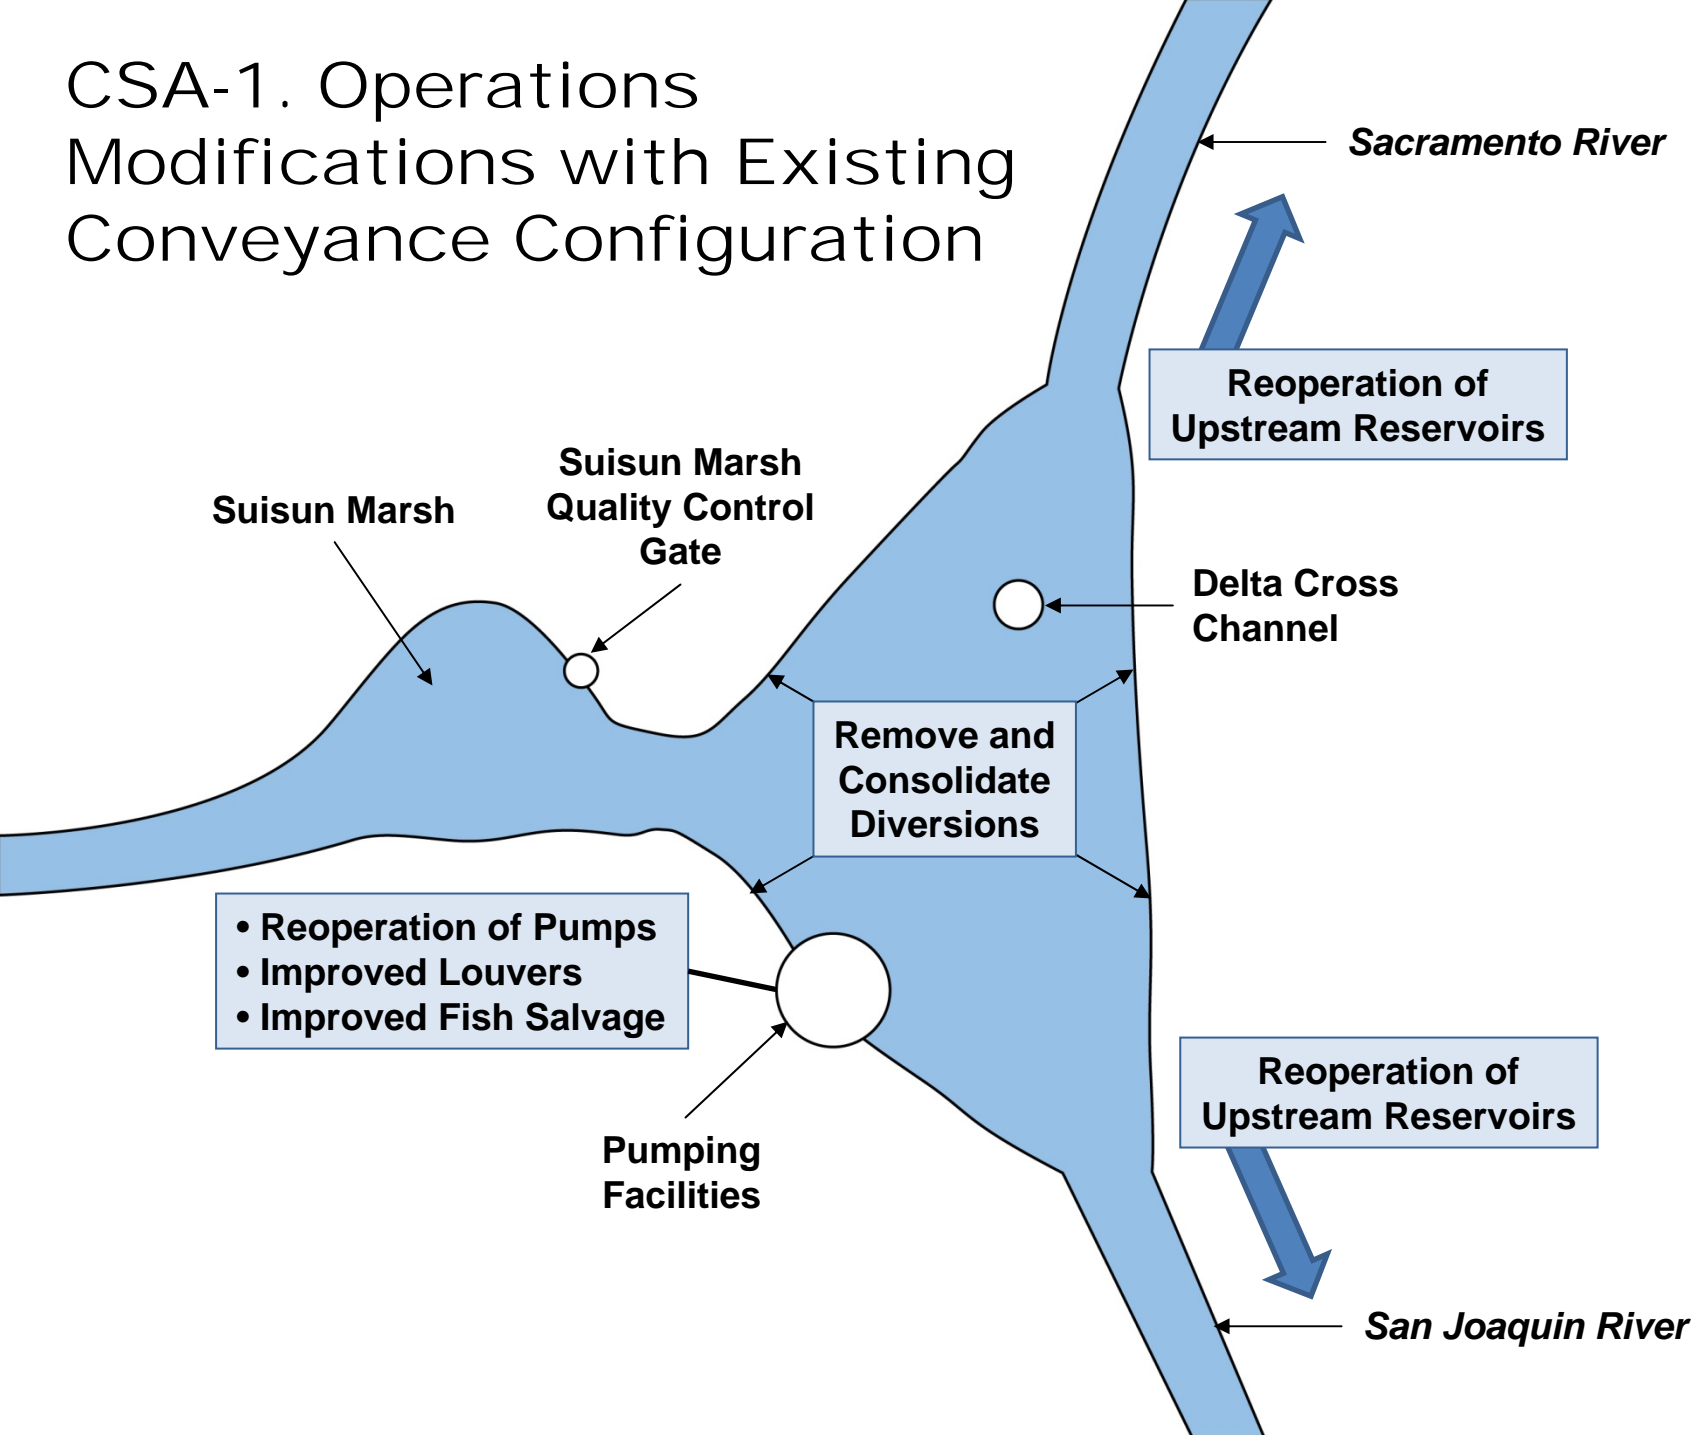 CSA-1. Operations
Modifications with Existing
Conveyance Configuration
Sacramento River
Reoperation of
Upstream Reservoirs
Suisun Marsh
Suisun Marsh
Quality Control
Gate
Delta Cross
Channel
Remove and
Consolidate
Diversions
• Reoperation of Pumps
• Improved Louvers
• Improved Fish Salvage
Pumping
Facilities
Reoperation of
Upstream Reservoirs
San Joaquin River